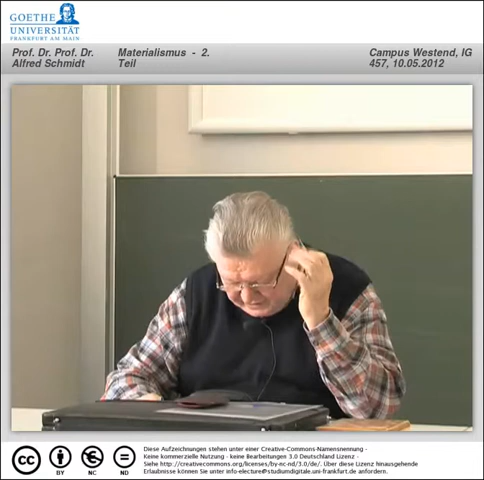 GOETHE
UNIVERSITÄT
FRANKFURT AM MAIN
Prof. Dr. Prof. Dr. Alfred Schmidt
Materialismus - 2. Teil
Campus Westend, IG 457, 10.05.2012
cc BY NC ND
Diese Aufzeichnungen stehen unter einer Creative-Commons-Namensnennung -
Keine kommerzielle Nutzung - keine Bearbeitungen 3.0 Deutschland Lizenz -
Siehe http://creativecommons.org/licenses/by-nc-nd/3.0/de/. Über diese Lizenz hinausgehende
Erlaubnisse können Sie unter info-electure@studiumdigitale.uni-frankfurt.de anfordern.